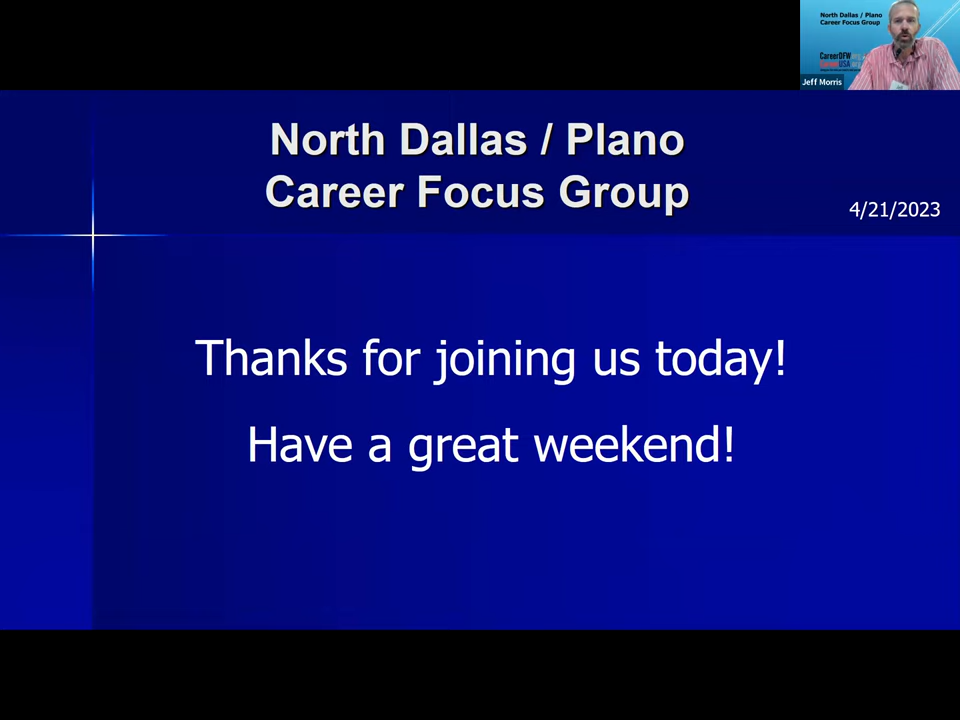 North Dallas / Plano
Career Focus Group
CareerDFW
Jeff Morris
North Dallas / Plano
Career Focus Group
4/21/2023
Thanks for joining us today!
Have a great weekend!